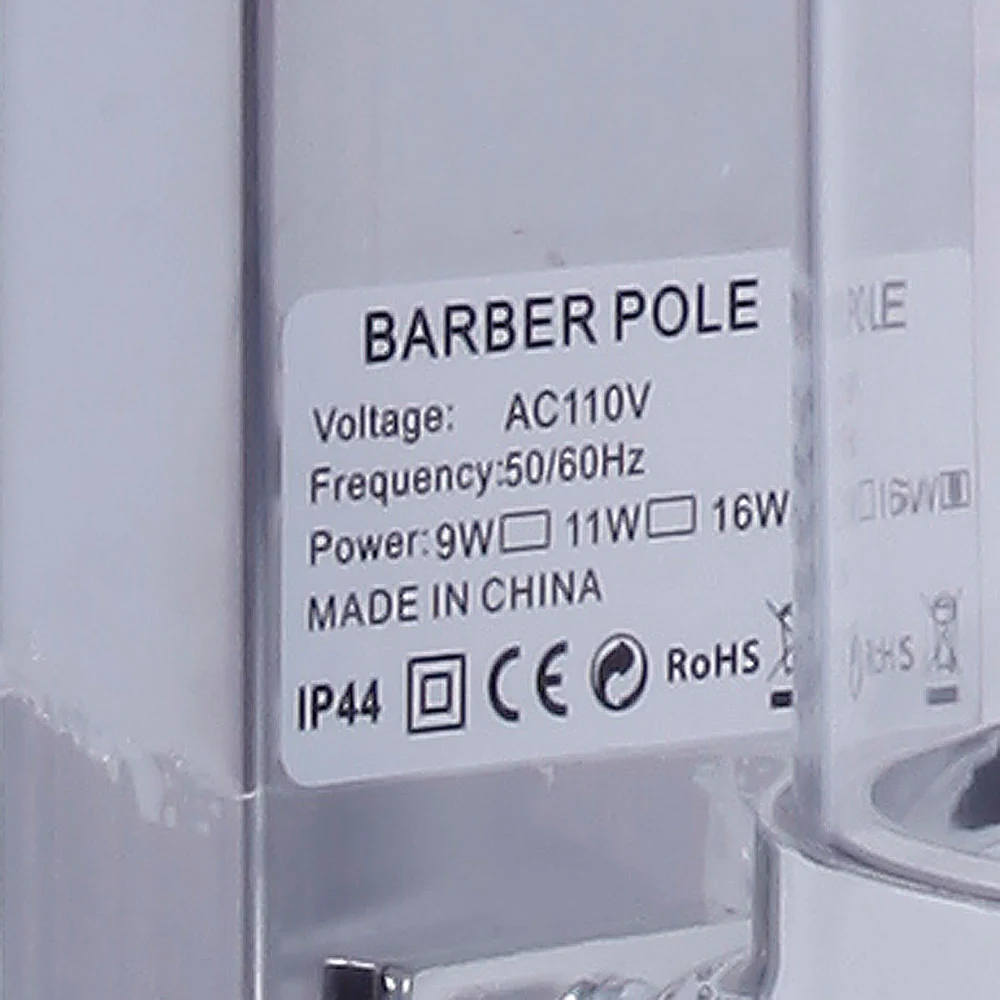 BARBER POLE
Voltage: AC110V
Frequency:50/60Hz
Power:9W□ 11W□ 16W
MADE IN CHINA
IP44 CE RoHS